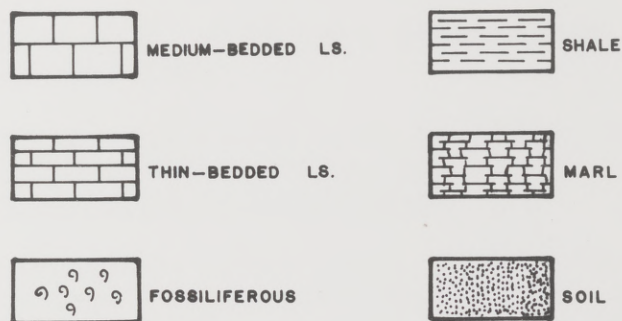 MEDIUM-BEDDED LS.
SHALE
THIN-BEDDED LS.
MARL
FOSSILIFEROUS
SOIL